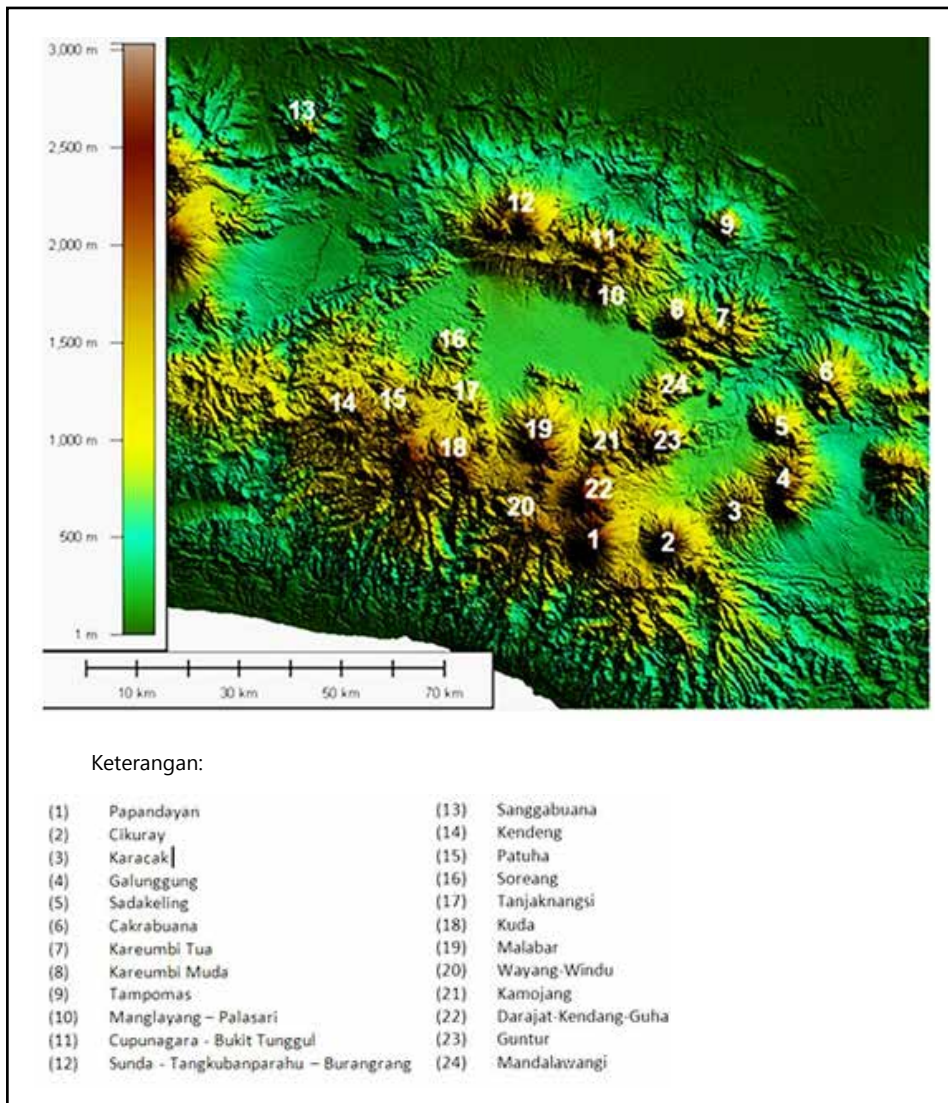 3,000 m
2,500 m
2,000 m
1,500 m
1,000 m
500 m
1 m
13
12
11
9
10
8
7
16
6
24
14
15
17
5
19
21
23
18
4
22
20
3
1
2
10 km
30 km
50 km
70 km
Keterangan:
(1) Papandayan
(2) Cikuray
(3) Karacak
(4) Galunggung
(5) Sadakeling
(6) Cakrabuana
(7) Kareumbi Tua
(8) Kareumbi Muda
(9) Tampomas
(10) Manglayang – Palasari
(11) Cupunagara - Bukit Tunggul
(12) Sunda - Tangkubanparahu – Burangrang
(13) Sanggabuana
(14) Kendeng
(15) Patuha
(16) Soreang
(17) Tanjaknangsi
(18) Kuda
(19) Malabar
(20) Wayang-Windu
(21) Kamojang
(22) Darajat-Kendang-Guha
(23) Guntur
(24) Mandalawangi